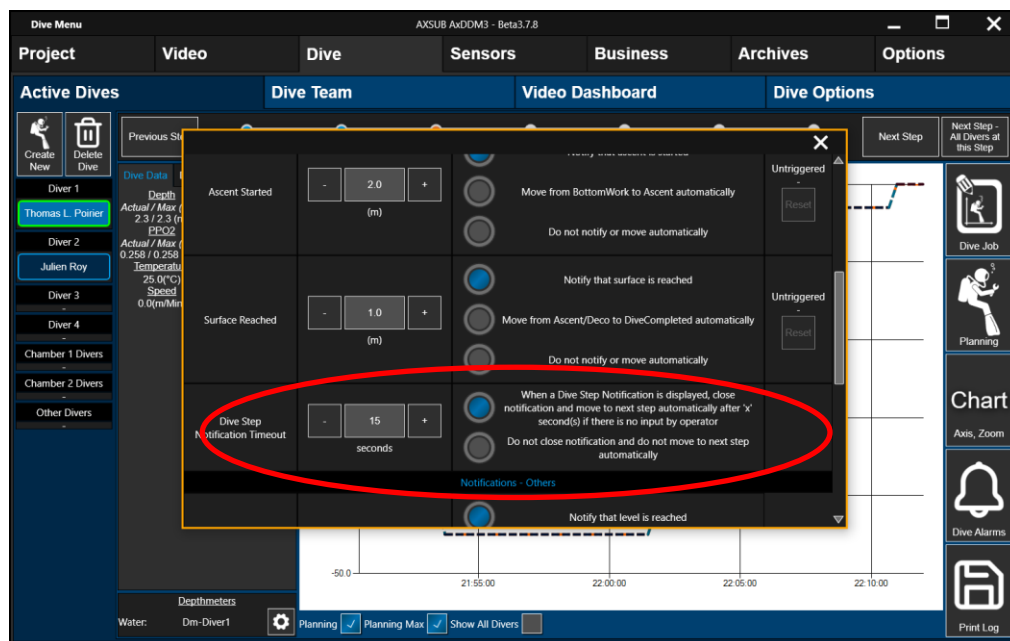 Dive Menu
AXSUB AxDDM3 - Beta3.7.8
Project
Video
Dive
Sensors
Business
Archives
Options
Active Dives
Dive Team
Video Dashboard
Dive Options
Create
New
Delete
Dive
Previous
Next Step
Next Step -
All Divers at
this Step
Diver 1
Thomas L. Poirier
Diver 2
Julien Roy
Diver 3
-
Diver 4
-
Chamber 1 Divers
-
Chamber 2 Divers
-
Other Divers
-
Dive Data
Depth
Actual / Max
2.3 / 2.3
PPO2
Actual / Max
0.258 / 0.258
25.0(°C)
Speed
0.0(m/Min
Ascent Started
-
2.0
+
(m)
Notify that ascent is started
Move from BottomWork to Ascent automatically
Do not notify or move automatically
Untriggered
-
Reset
Surface Reached
-
1.0
+
(m)
Notify that surface is reached
Move from Ascent/Deco to DiveCompleted automatically
Do not notify or move automatically
Untriggered
-
Reset
Dive Step
Notification Timeout
-
15
+
seconds
When a Dive Step Notification is displayed, close
notification and move to next step automatically after 'x'
second(s) if there is no input by operator
Do not close notification and do not move to next step
automatically
Notifications - Others
Notify that level is reached
-50.0
21:55:00
22:00:00
22:05:00
22:10:00
Depthmeters
Water:
Dm-Diver1
Planning
Planning Max
Show All Divers
Dive Job
Planning
Chart
Axis, Zoom
Dive Alarms
Print Log